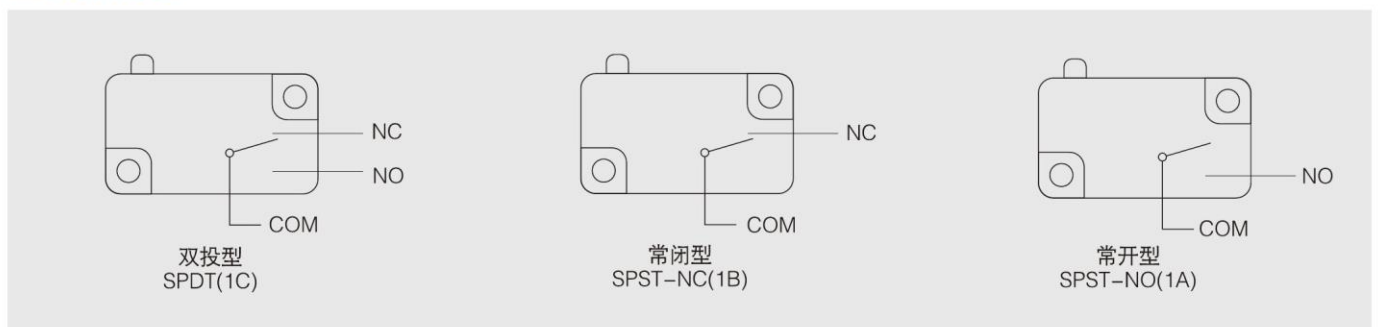 NC
NO
COM
双投型
SPDT(1C)
NC
COM
常闭型
SPST-NC(1B)
NO
COM
常开型
SPST-NO(1A)